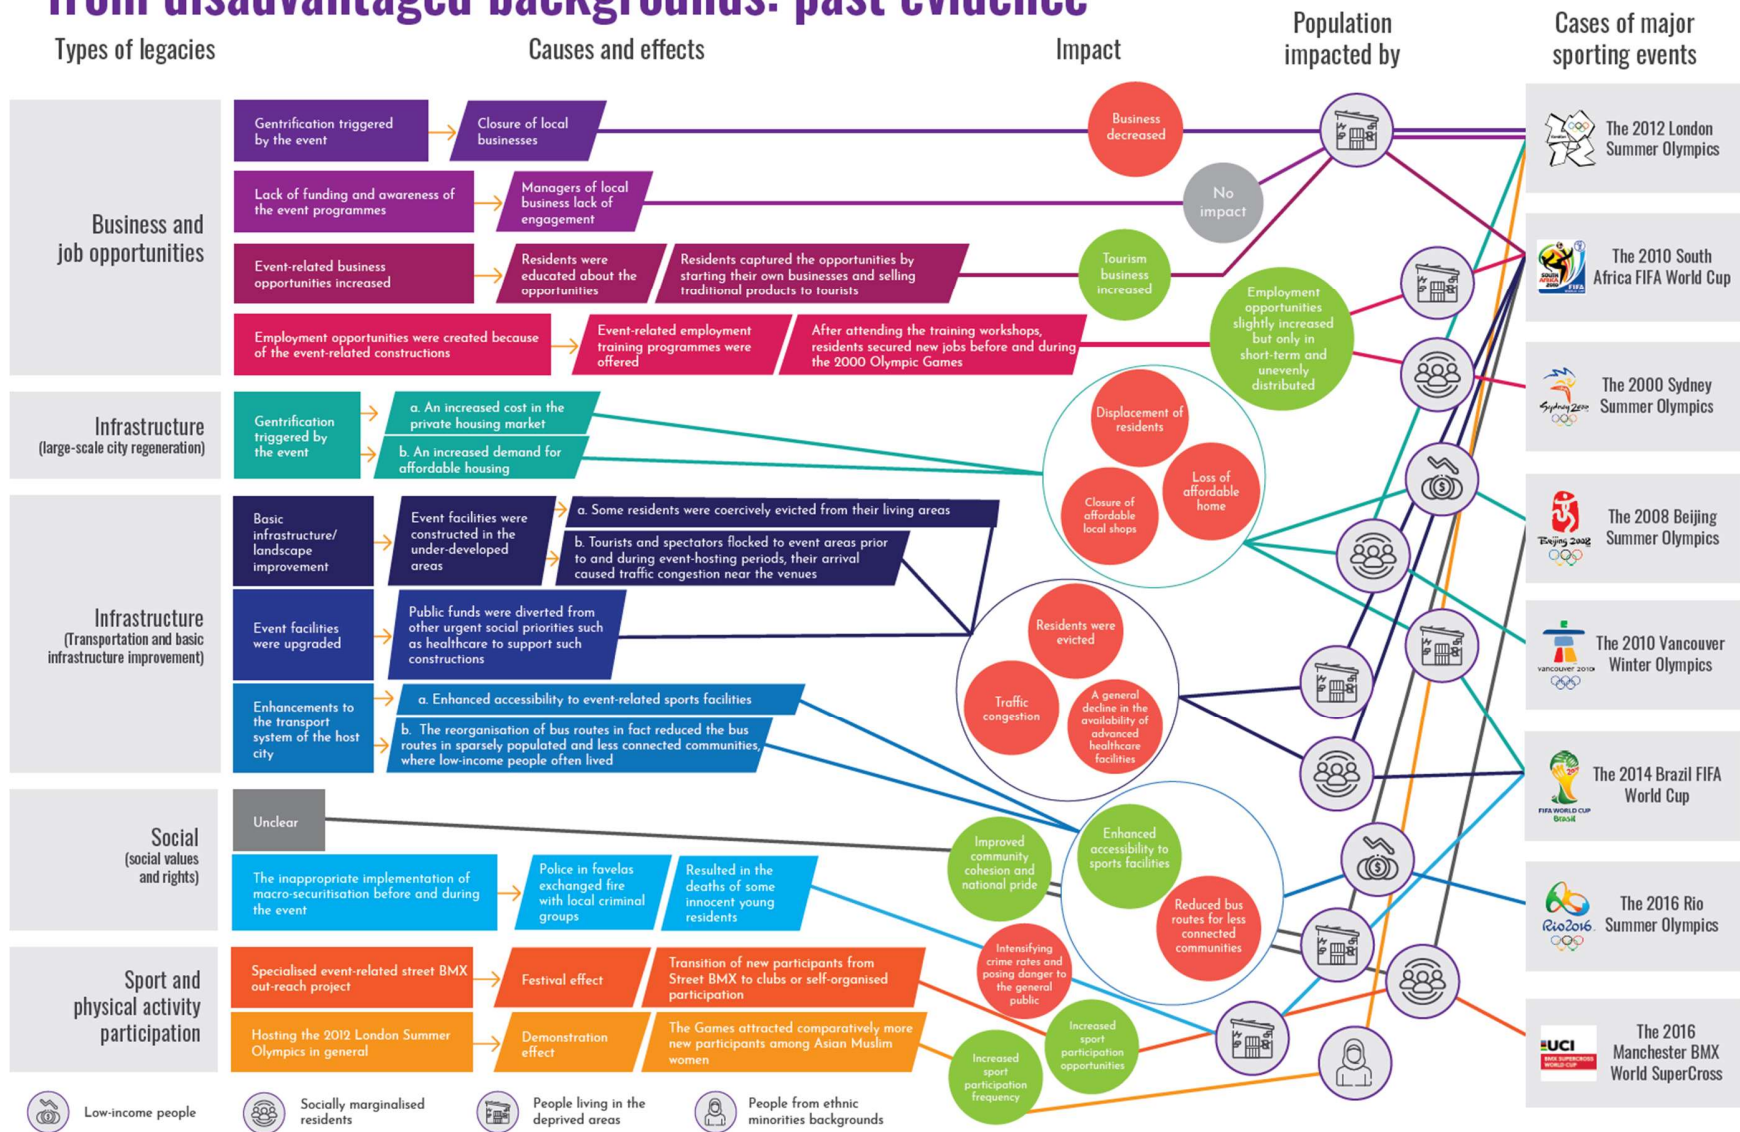 from disadvantaged backgrounds: past evidence
Types of legacies
Causes and effects
Impact
Population
impacted by
Cases of major
sporting events
Business and
job opportunities
Gentrification triggered
by the event
Closure of local
businesses
Business
decreased
Lack of funding and awareness of
the event programmes
Managers of local
business lack of
engagement
No
impact
Event-related business
opportunities increased
Residents were
educated about the
opportunities
Residents captured the opportunities by
starting their own businesses and selling
traditional products to tourists
Tourism
business
increased
Employment opportunities were created because
of the event-related constructions
Event-related employment
training programmes were
offered
After attending the training workshops,
residents secured new jobs before and during
the 2000 Olympic Games
Employment
opportunities
slightly increased
but only in
short-term and
unevenly
distributed
Infrastructure
(large-scale city regeneration)
Gentrification
triggered by
the event
a. An increased cost in the
private housing market
b. An increased demand for
affordable housing
Displacement of
residents
Loss of
affordable
home
Closure of
affordable
local shops
Infrastructure
(Transportation and basic
infrastructure improvement)
Basic
infrastructure/
landscape
improvement
Event facilities were
constructed in the
under-developed
areas
a. Some residents were coercively evicted from their living areas
b. Tourists and spectators flocked to event areas prior
to and during event-hosting periods, their arrival
caused traffic congestion near the venues
Event facilities
were upgraded
Public funds were diverted from
other urgent social priorities such
as healthcare to support such
constructions
Residents were
evicted
Traffic
congestion
A general
decline in the
availability of
advanced
healthcare
facilities
Enhancements to
the transport
system of the host
city
a. Enhanced accessibility to event-related sports facilities
b. The reorganisation of bus routes in fact reduced the bus
routes in sparsely populated and less connected communities,
where low-income people often lived
Enhanced
accessibility to
sports facilities
Reduced bus
routes for less
connected
communities
Social
(social values
and rights)
Unclear
Improved
community
cohesion and
national pride
The inappropriate implementation of
macro-securitisation before and during
the event
Police in favelas
exchanged fire
with local criminal
groups
Resulted in the
deaths of some
innocent young
residents
Intensifying
crime rates and
posing danger to
the general
public
Sport and
physical activity
participation
Specialised event-related street BMX
out-reach project
Festival effect
Transition of new participants from
Street BMX to clubs or self-organised
participation
Increased
sport
participation
opportunities
Hosting the 2012 London Summer
Olympics in general
Demonstration
effect
The Games attracted comparatively more
new participants among Asian Muslim
women
Increased
sport
participation
frequency
The 2012 London
Summer Olympics
SOUTH
AFRICA
2010
FIFA
The 2010 South
Africa FIFA World Cup
Sydney 2000
The 2000 Sydney
Summer Olympics
Beijing 2008
The 2008 Beijing
Summer Olympics
vancouver 2010
The 2010 Vancouver
Winter Olympics
FIFA WORLD CUP
Brasil
The 2014 Brazil FIFA
World Cup
Rio2016
The 2016 Rio
Summer Olympics
UCI
BMX SUPERCROSS
WORLD CUP
The 2016
Manchester BMX
World SuperCross
Low-income people
Socially marginalised
residents
People living in the
deprived areas
People from ethnic
minorities backgrounds